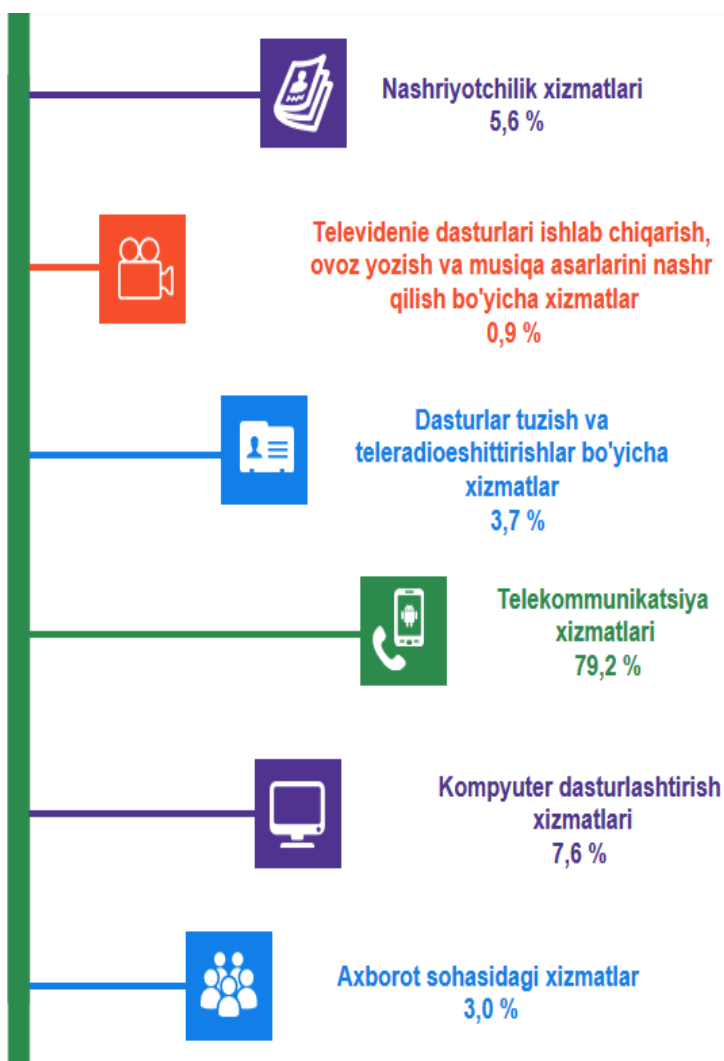 Nashriyotchilik xizmatlari
5,6 %
Televidenie dasturlari ishlab chiqarish,
ovoz yozish va musiqa asarlarini nashr
qilish bo'yicha xizmatlar
0,9 %
Dasturlar tuzish va
teleradioeshittirishlar bo'yicha
xizmatlar
3,7 %
Telekommunikatsiya
xizmatlari
79,2 %
Kompyuter dasturlashtirish
xizmatlari
7,6 %
Axborot sohasidagi xizmatlar
3,0 %